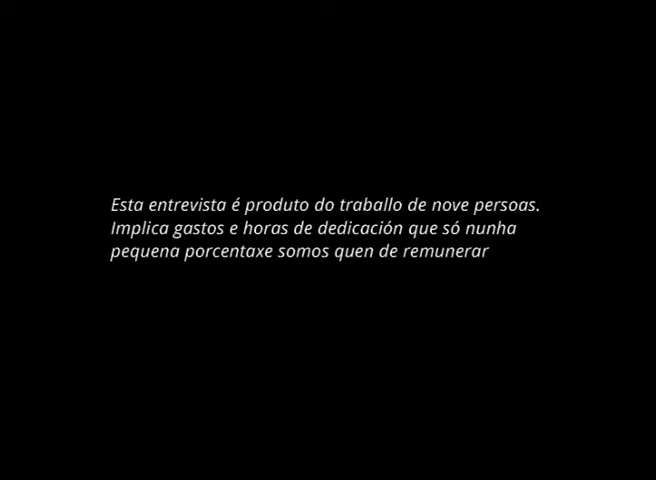 Esta entrevista é produto do traballo de nove persoas.
Implica gastos e horas de dedicación que só nunha
pequena porcentaxe somos quen de remunerar